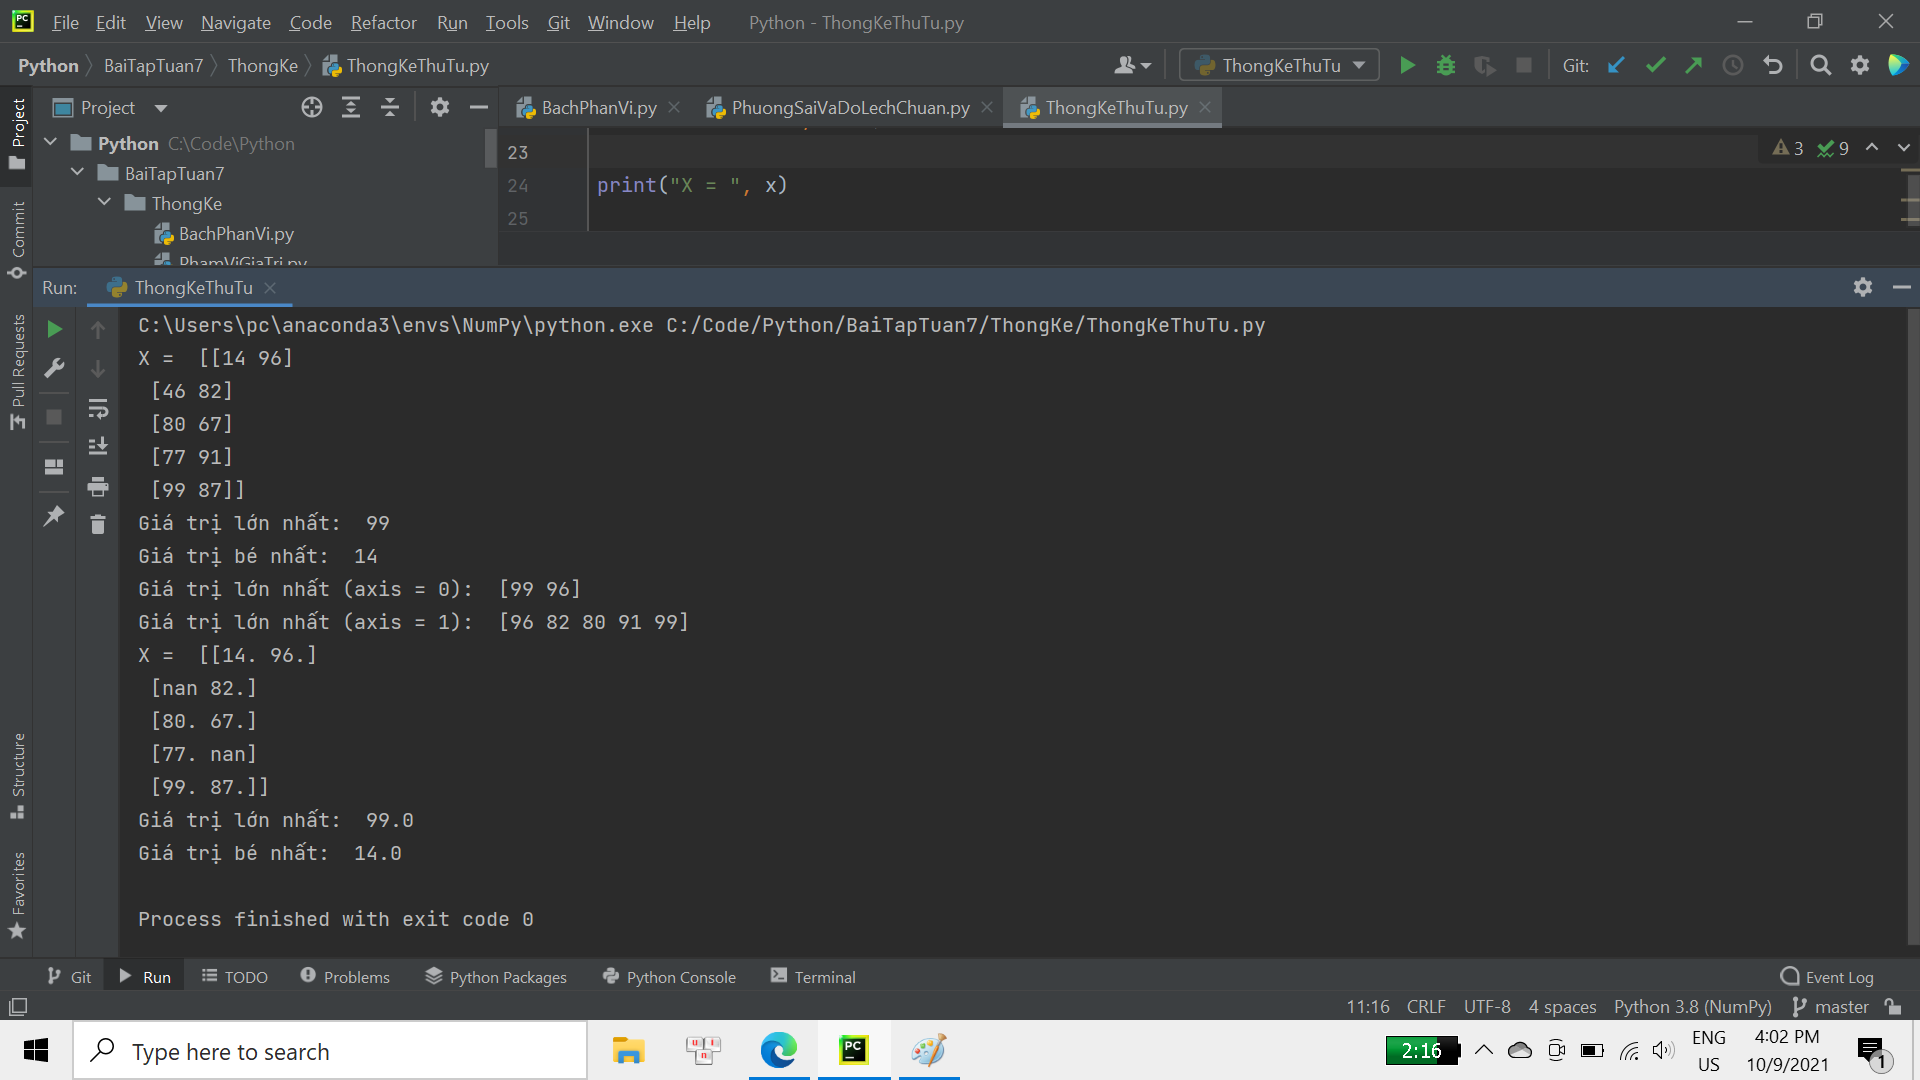 File Edit View Navigate Code Refactor Run Tools Git Window Help Python - ThongKeThuTu.py
Python BaiTapTuan7 ThongKe ThongKeThuTu.py ThongKeThuTu Git:
Project
Project BachPhanVi.py PhuongSaiVaDoLechChuan.py ThongKeThuTu.py
Python C:\Code\Python
BaiTapTuan7
ThongKe
BachPhanVi.py
PhamViGiaTri.py
23 3 9
24 print("X = ", x)
25
Commit
Pull Requests
Structure
Favorites
Run: ThongKeThuTu
C:\Users\pc\anaconda3\envs\NumPy\python.exe C:/Code/Python/BaiTapTuan7/ThongKe/ThongKeThuTu.py
X =  [[14 96]
[46 82]
[80 67]
[77 91]
[99 87]]
Giá trị lớn nhất:  99
Giá trị bé nhất:  14
Giá trị lớn nhất (axis = 0):  [99 96]
Giá trị lớn nhất (axis = 1):  [96 82 80 91 99]
X =  [[14. 96.]
[nan 82.]
[80. 67.]
[77. nan]
[99. 87.]]
Giá trị lớn nhất:  99.0
Giá trị bé nhất:  14.0
Process finished with exit code 0
Git Run TODO Problems Python Packages Python Console Terminal Event Log
11:16 CRLF UTF-8 4 spaces Python 3.8 (NumPy) master
Type here to search
2:16 ENG US 4:02 PM 10/9/2021 1